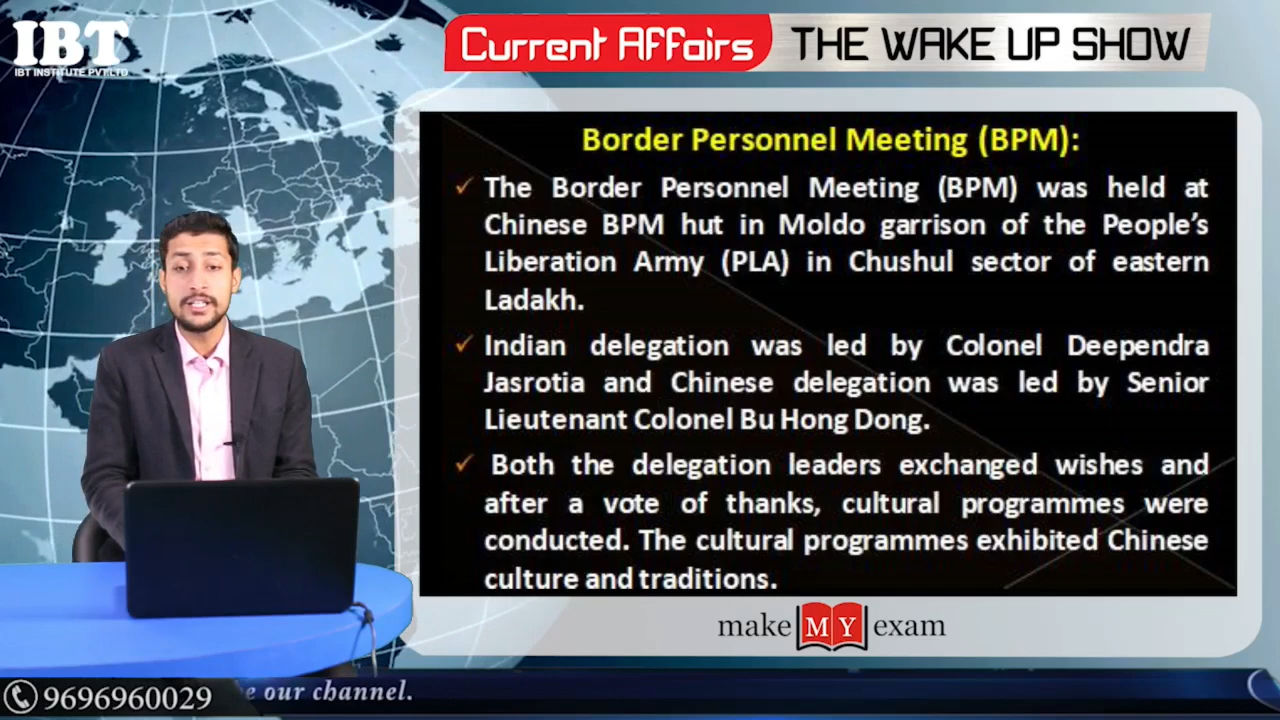 IBT
IBT INSTITUTE PVT.LTD
Current Affairs THE WAKE UP SHOW
Border Personnel Meeting (BPM):
✓ The Border Personnel Meeting (BPM) was held at
Chinese BPM hut in Moldo garrison of the People's
Liberation Army (PLA) in Chushul sector of eastern
Ladakh.
✓ Indian delegation was led by Colonel Deependra
Jasrotia and Chinese delegation was led by Senior
Lieutenant Colonel Bu Hong Dong.
✓ Both the delegation leaders exchanged wishes and
after a vote of thanks, cultural programmes were
conducted. The cultural programmes exhibited Chinese
culture and traditions.
make MY exam
9696960029 e our channel.